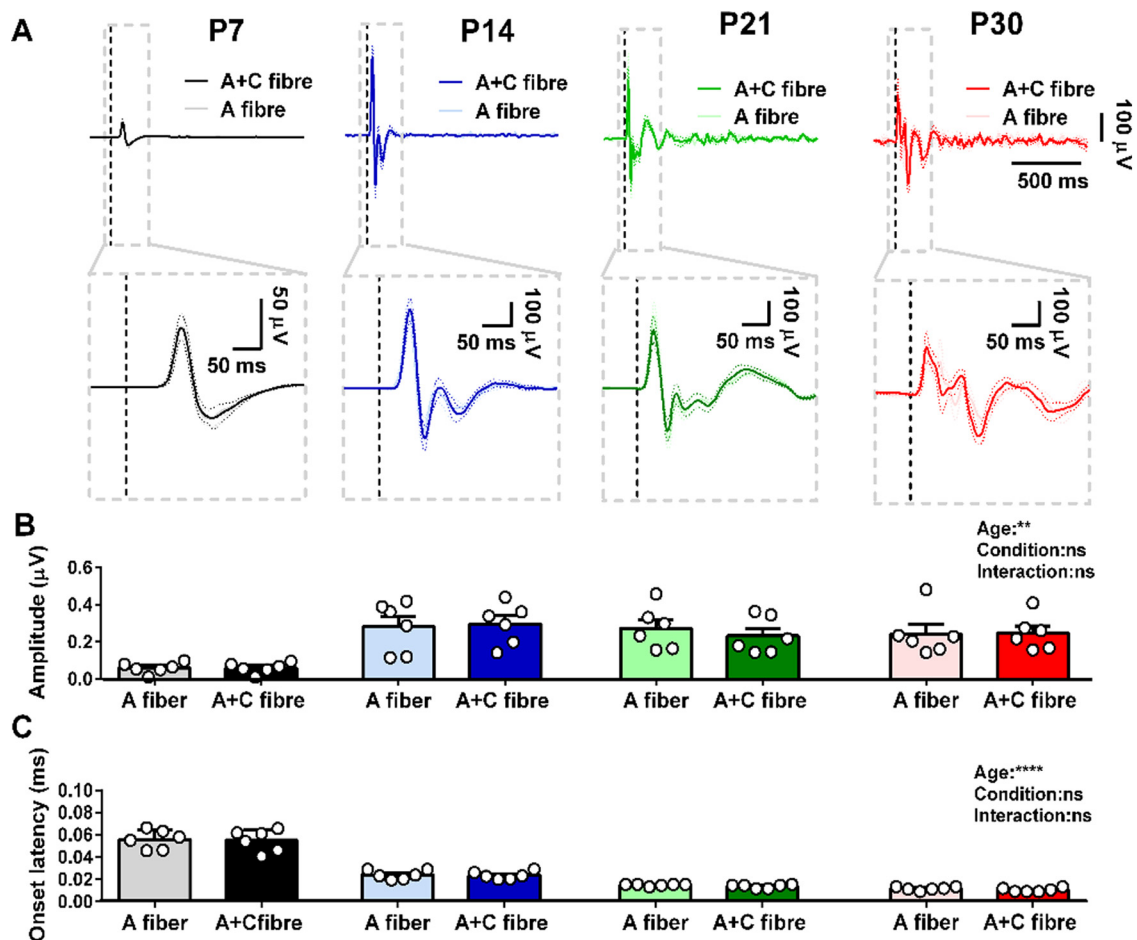 A
P7
P14
P21
P30
A+C fibre
A fibre
A+C fibre
A fibre
A+C fibre
A fibre
A+C fibre
A fibre
100 µV
500 ms
50 µV
50 ms
100 µV
50 ms
100 µV
50 ms
100 µV
50 ms
B
Age:**
Condition:ns
Interaction:ns
Amplitude (µV)
0.6
0.4
0.2
0.0
A fiber A+C fibre A fiber A+C fibre A fiber A+C fibre A fiber A+C fibre
C
Age:****
Condition:ns
Interaction:ns
Onset latency (ms)
0.10
0.08
0.06
0.04
0.02
0.00
A fiber A+Cfibre A fiber A+C fibre A fiber A+C fibre A fiber A+C fibre